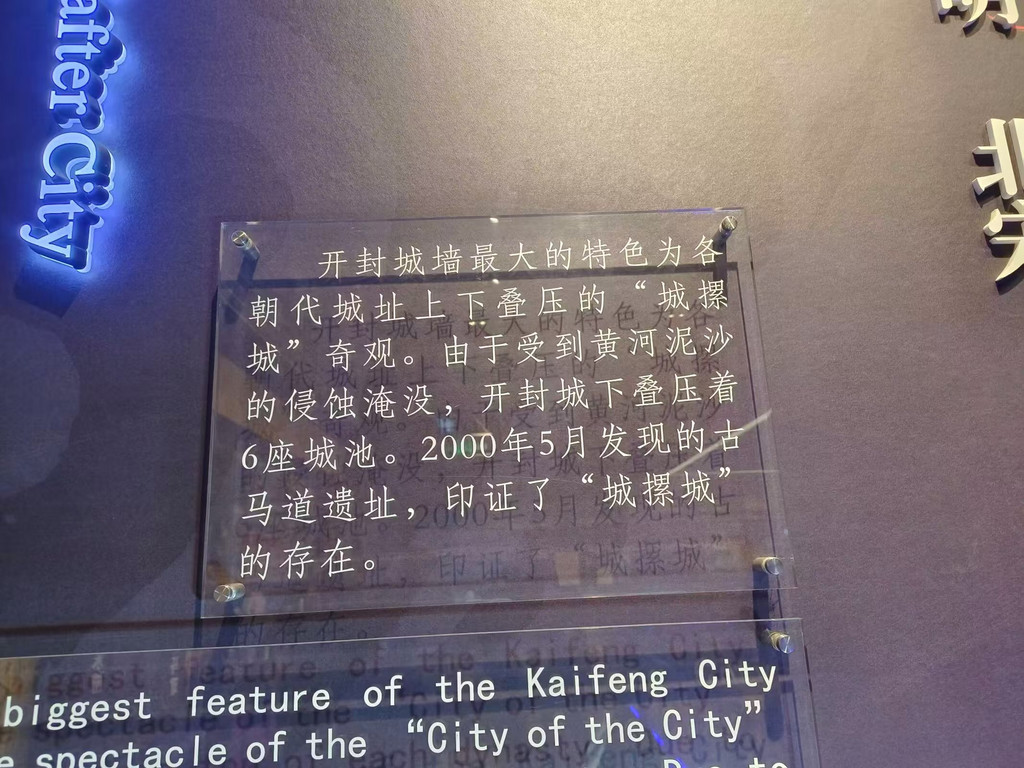 after City
开封城墙最大的特色为各
朝代城址上下叠压的“城摞
城”奇观。由于受到黄河泥沙
的侵蚀淹没，开封城下叠压着
6座城池。2000年5月发现的古
马道遗址，印证了“城摞城”
的存在。
biggest feature of the Kaifeng City
spectacle of the “City of the City”